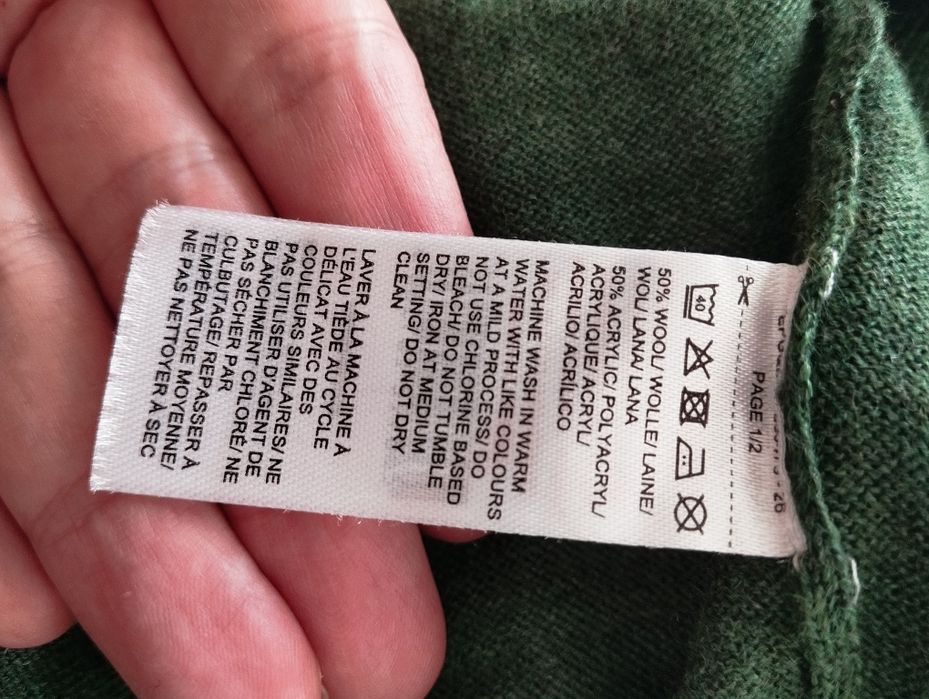 PAGE 1/2
40
50% WOOL/ WOLLE/ LAINE/
WOL/ LANA/ LANA
50% ACRYLIC/ POLYACRYL/
ACRYLIQUE/ ACRYL/
ACRILIO/ ACRÍLICO
MACHINE WASH IN WARM
WATER WITH LIKE COLOURS
AT A MILD PROCESS/ DO
NOT USE CHLORINE BASED
BLEACH/ DO NOT TUMBLE
DRY/ IRON AT MEDIUM
SETTING/ DO NOT DRY
CLEAN
LAVER À LA MACHINE À
L'EAU TIÈDE AU CYCLE
DÉLICAT AVEC DES
COULEURS SIMILAIRES/ NE
PAS UTILISER D'AGENT DE
BLANCHIMENT CHLORÉ/ NE
PAS SÉCHER PAR
CULBUTAGE/ REPASSER À
TEMPÉRATURE MOYENNE/
NE PAS NETTOYER À SEC